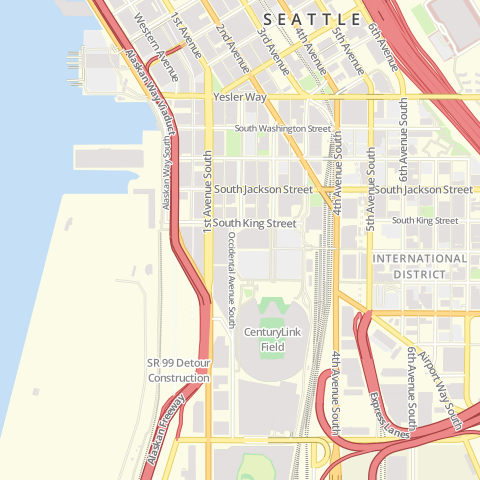 SEATTLE
Western Avenue
1st Avenue
2nd Avenue
3rd Avenue
4th Avenue
5th Avenue
6th Avenue
Alaskan Way Viaduct
Yesler Way
South Washington Street
Alaskan Way South
1st Avenue South
4th Avenue South
5th Avenue South
6th Avenue South
South Jackson Street
South Jackson Street
South King Street
South King Street
Occidental Avenue South
INTERNATIONAL
DISTRICT
CenturyLink
Field
SR 99 Detour
Construction
4th Avenue South
6th Avenue South
Airport Way South
Express Lanes
Alaskan Freeway